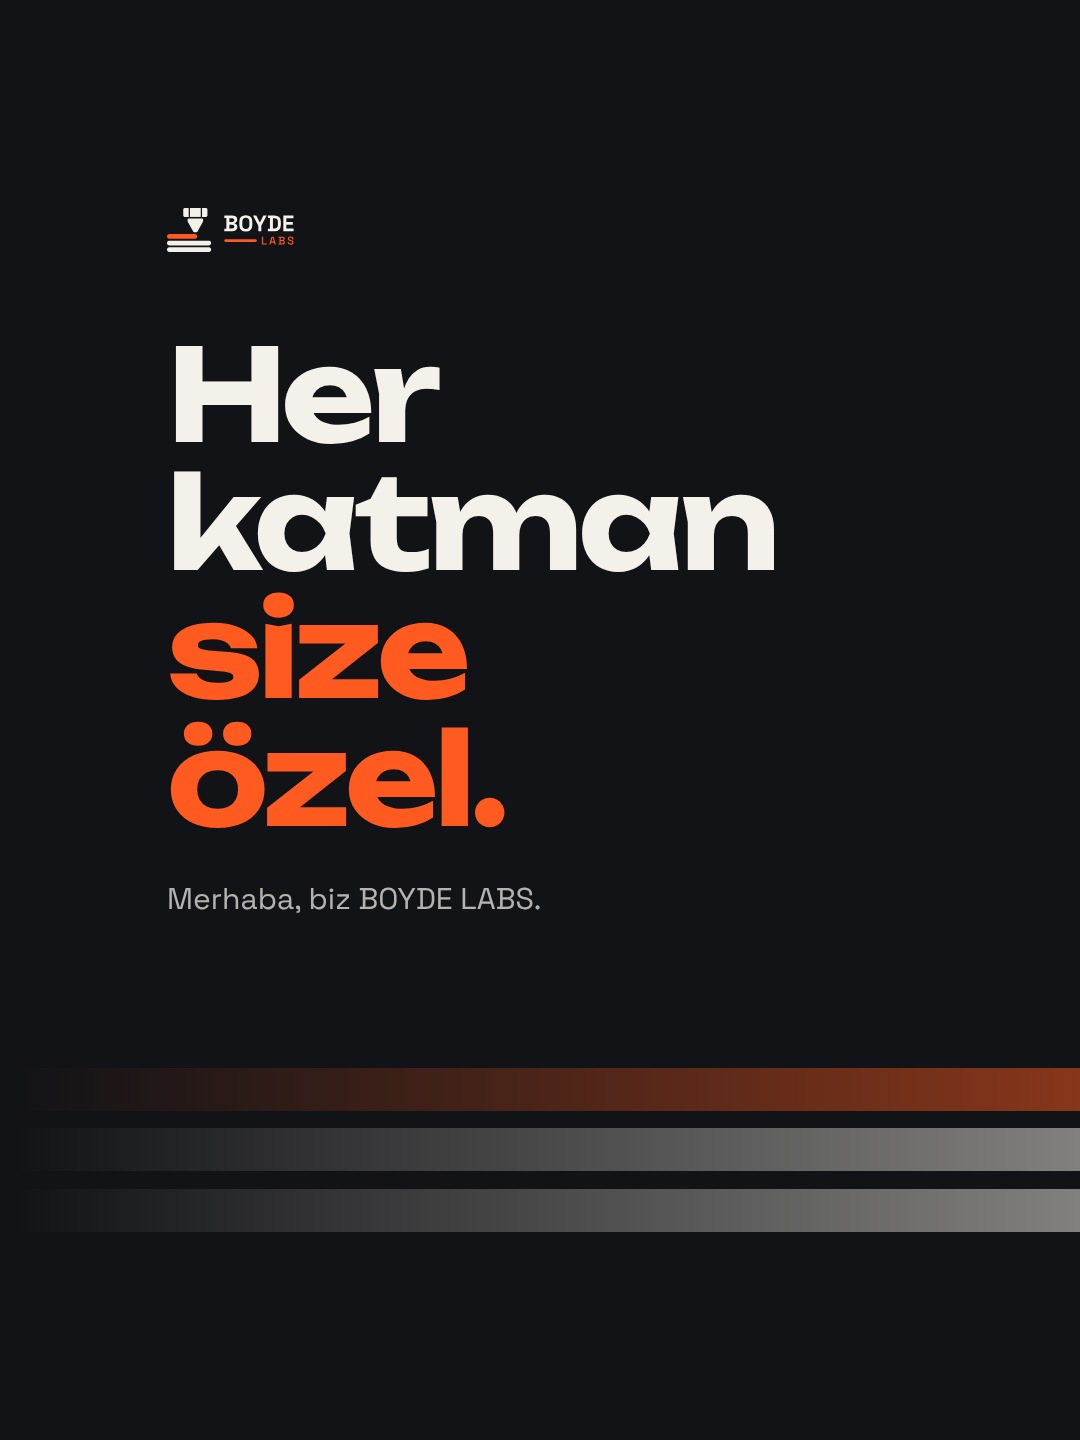 BOYDE
LABS
Her
katman
size
özel.
Merhaba, biz BOYDE LABS.